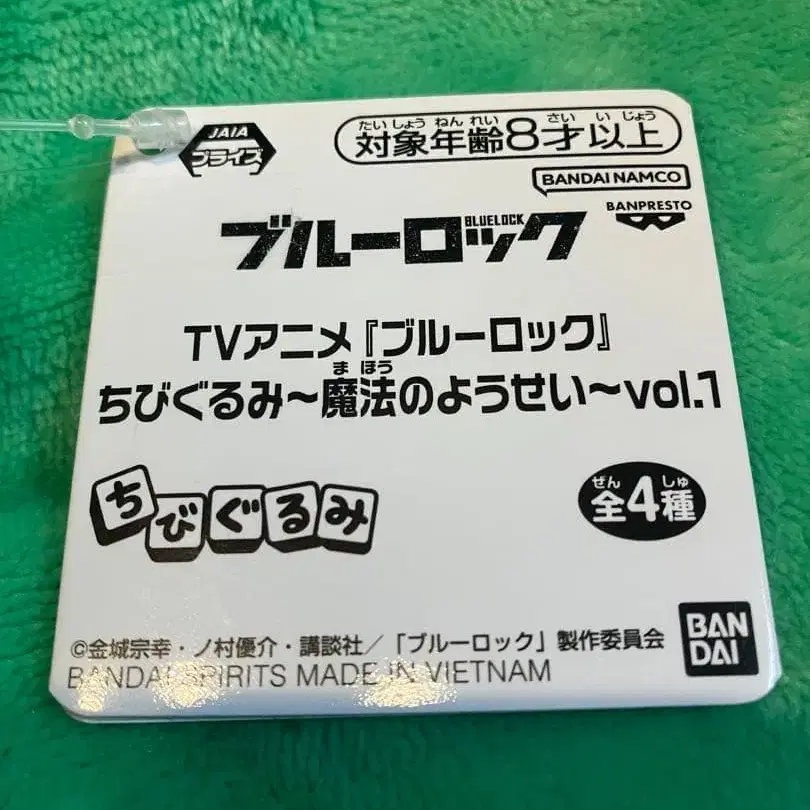 JAIA
プライズ
たいしょうねんれい さいいじょう
対象年齢8才以上
BANDAI NAMCO
BANPRESTO
BLUELOCK
ブルーロック
TVアニメ『ブルーロック』
まほう
ちびぐるみ～魔法のようせい～vol.1
ちびぐるみ
ぜん しゅ
全4種
©金城宗幸・ノ村優介・講談社/「ブルーロック」製作委員会
BANDAI SPIRITS MADE IN VIETNAM
BAN
DAI